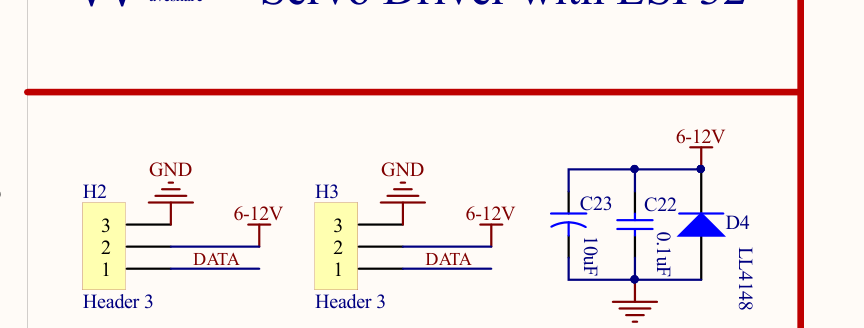 Servo Driver with ESP32
GND
H2
3
6-12V
2
DATA
1
Header 3
GND
H3
3
6-12V
2
DATA
1
Header 3
6-12V
C23
10uF
C22
0.1uF
D4
LL4148